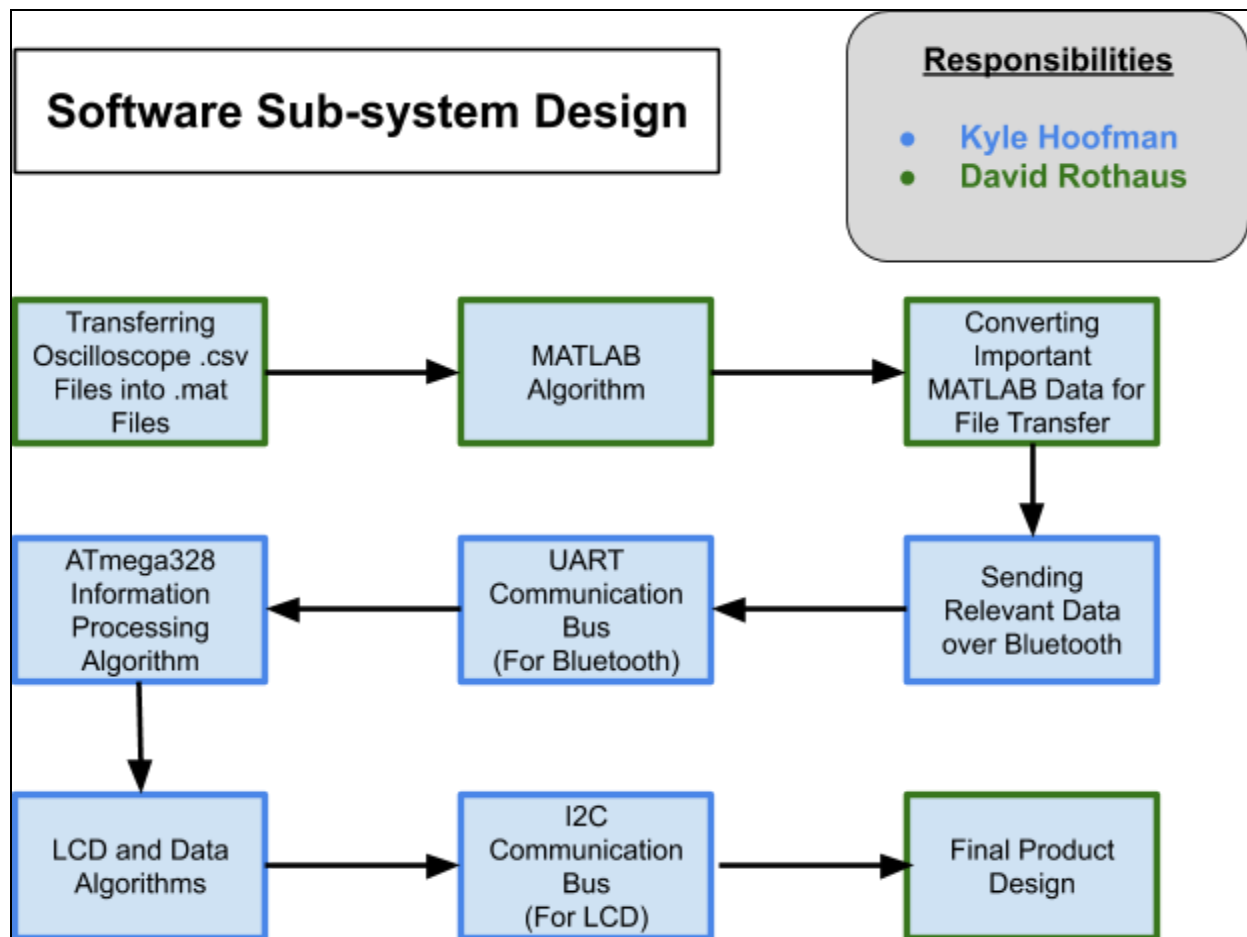 Software Sub-system Design
Responsibilities
● Kyle Hoofman
● David Rothaus
Transferring
Oscilloscope .csv
Files into .mat
Files
MATLAB
Algorithm
Converting
Important
MATLAB Data for
File Transfer
Sending
Relevant Data
over Bluetooth
UART
Communication
Bus
(For Bluetooth)
ATmega328
Information
Processing
Algorithm
LCD and Data
Algorithms
I2C
Communication
Bus
(For LCD)
Final Product
Design